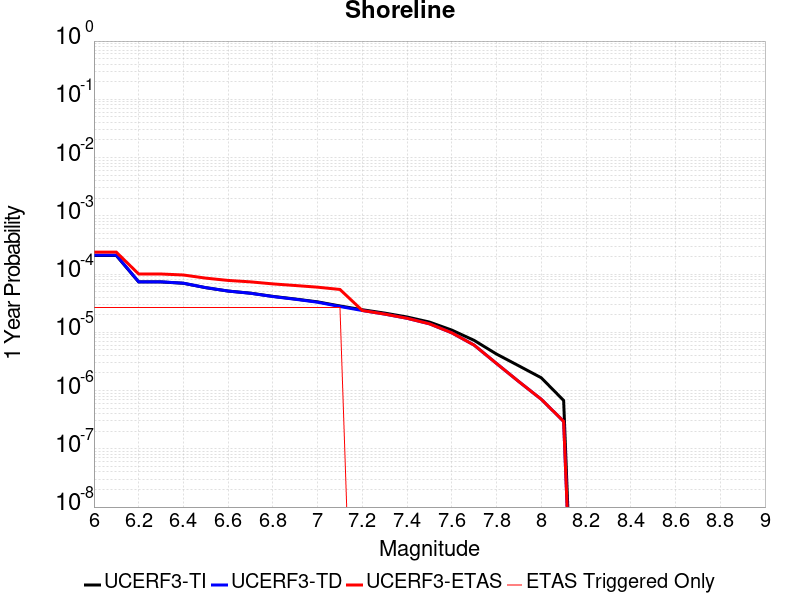 Shoreline
10^0
10^-1
10^-2
10^-3
10^-4
10^-5
10^-6
10^-7
10^-8
1 Year Probability
6 6.2 6.4 6.6 6.8 7 7.2 7.4 7.6 7.8 8 8.2 8.4 8.6 8.8 9
Magnitude
UCERF3-TI UCERF3-TD UCERF3-ETAS ETAS Triggered Only